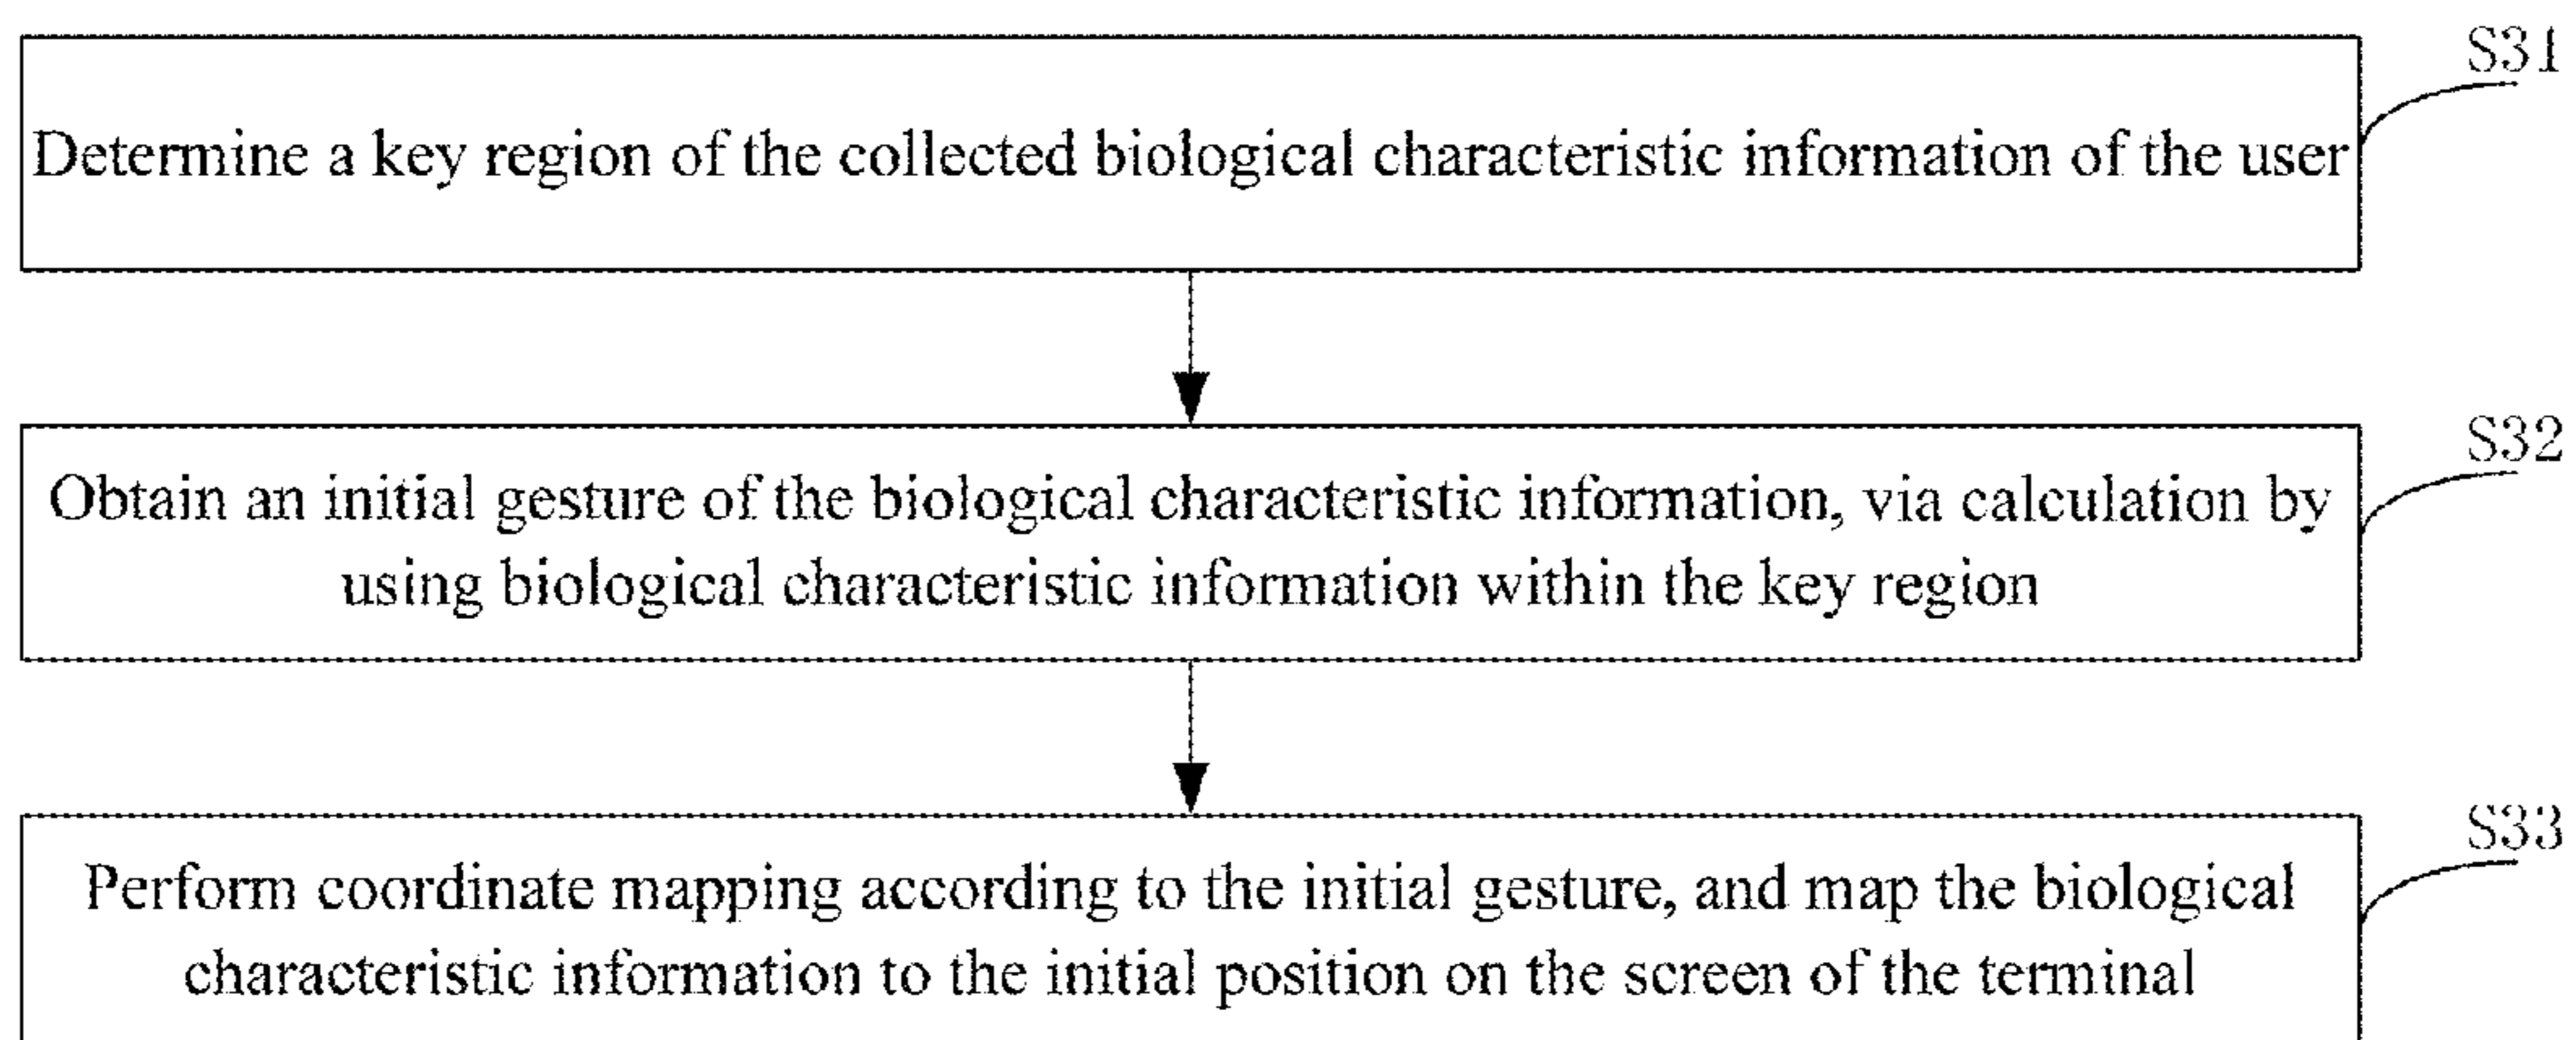 S31
Determine a key region of the collected biological characteristic information of the user
S32
Obtain an initial gesture of the biological characteristic information, via calculation by
using biological characteristic information within the key region
S33
Perform coordinate mapping according to the initial gesture, and map the biological
characteristic information to the initial position on the screen of the terminal